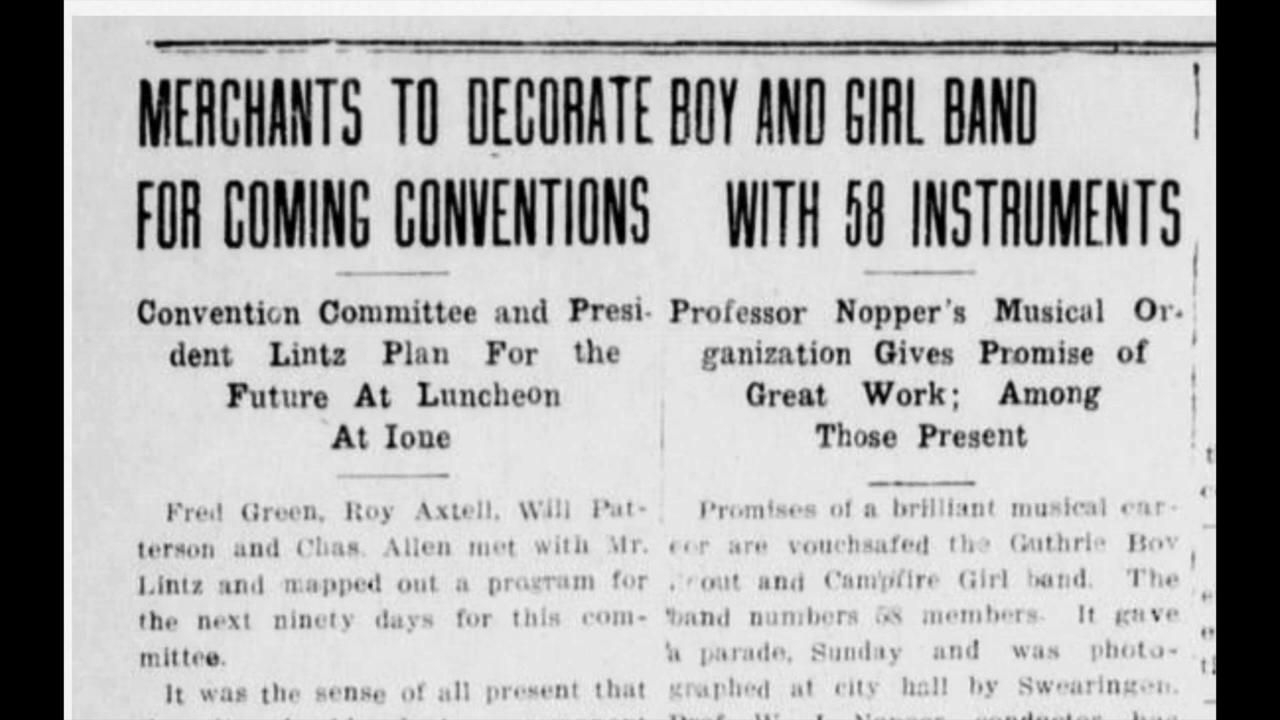 MERCHANTS TO DECORATE
FOR COMING CONVENTIONS
Convention Committee and Presi-
dent Lintz Plan For the
Future At Luncheon
At Ione
Fred Green, Roy Axtell, Will Pat-
terson and Chas. Allen met with Mr.
Lintz and mapped out a program for
the next ninety days for this com-
mittee.
It was the sense of all present that
BOY AND GIRL BAND
WITH 58 INSTRUMENTS
Professor Nopper's Musical Or-
ganization Gives Promise of
Great Work; Among
Those Present
Promises of a brilliant musical car-
eer are vouchsafed the Guthrie Boy
out and Campfire Girl band. The
band numbers 58 members. It gave
a parade, Sunday and was photo-
graphed at city hall by Swearingen.
Prof. W. J. Nopper, conductor, has